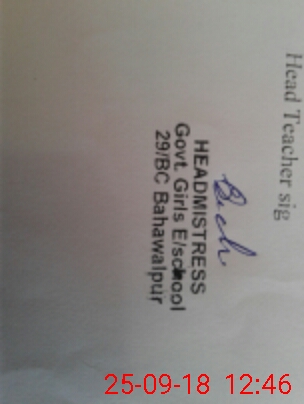 Head Teacher sig
HEADMISTRESS
Govt. Girls E/school
29/BC Bahawalpur
25-09-18 12:46